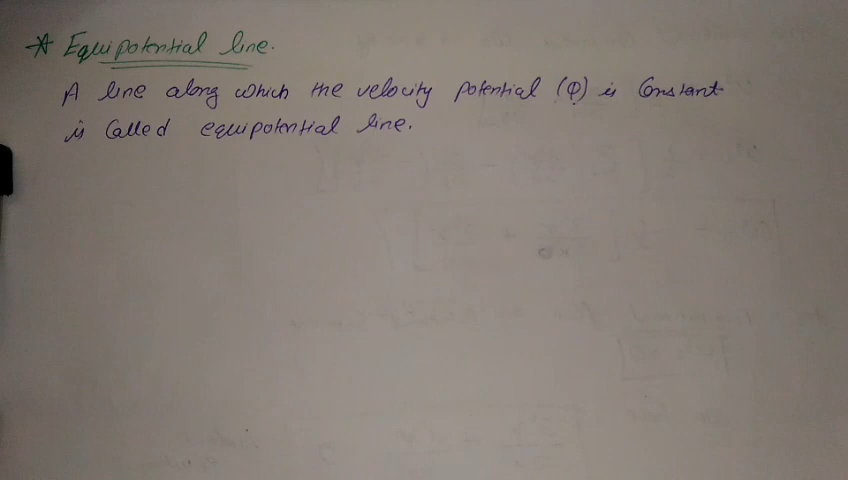 * Equipotential line.
A line along which the velocity potential (Φ) is Constant
is Called equipotential line.